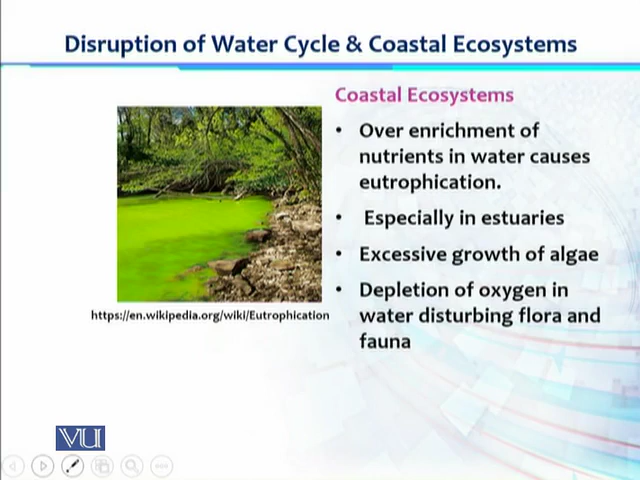 Disruption of Water Cycle & Coastal Ecosystems
Coastal Ecosystems
• Over enrichment of
nutrients in water causes
eutrophication.
• Especially in estuaries
• Excessive growth of algae
• Depletion of oxygen in
water disturbing flora and
fauna
https://en.wikipedia.org/wiki/Eutrophication
VU